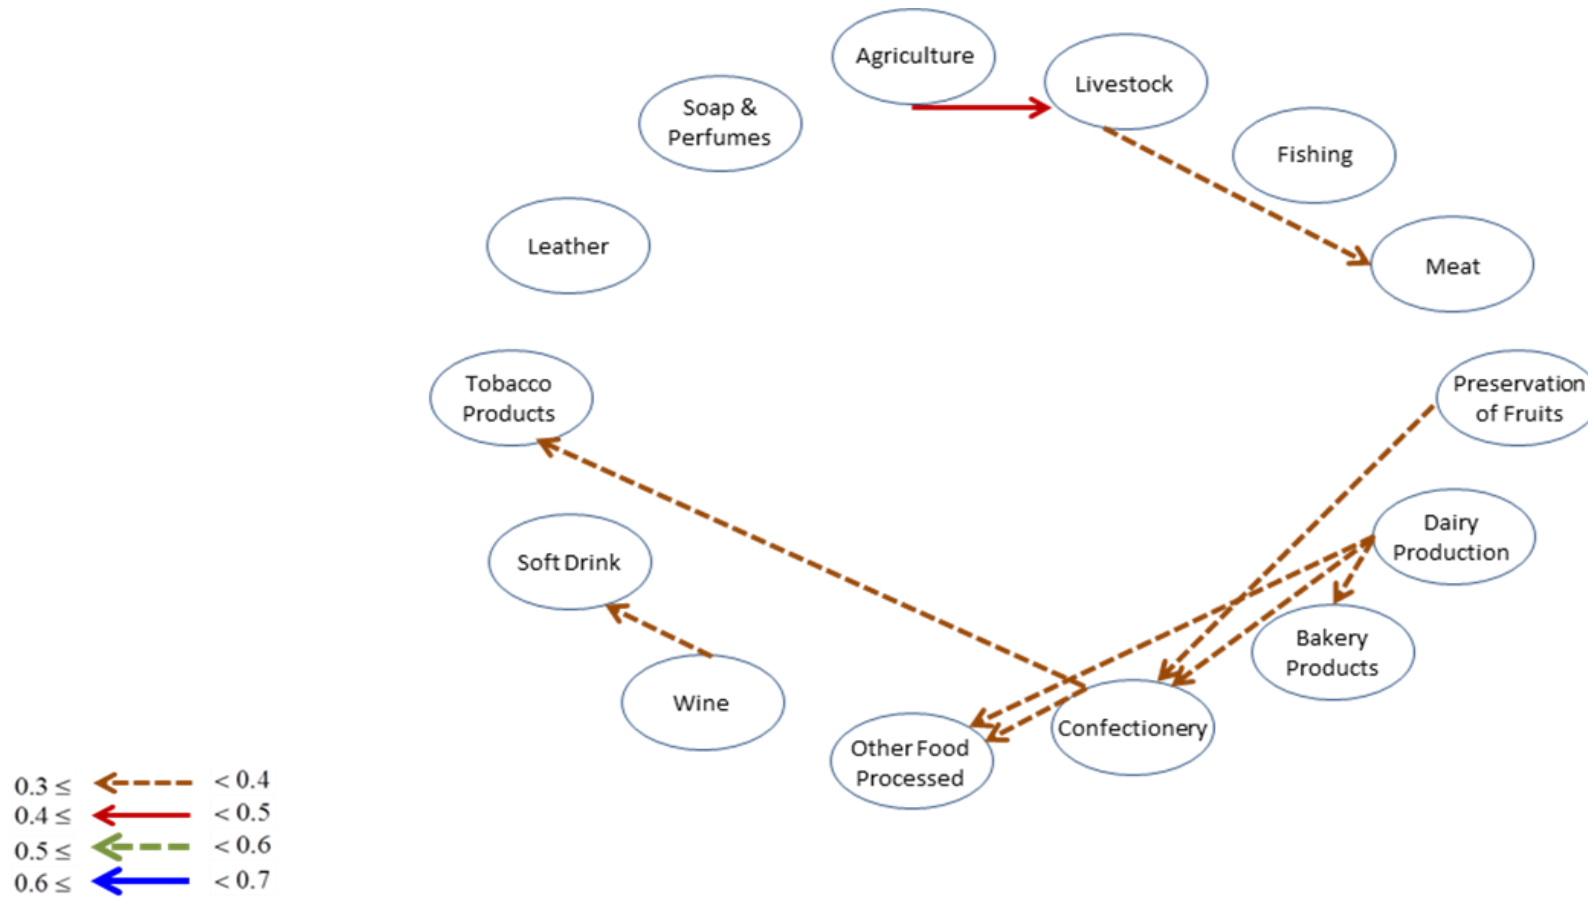 Agriculture
Livestock
Soap &
Perfumes
Fishing
Leather
Meat
Tobacco
Products
Preservation
of Fruits
Dairy
Production
Soft Drink
Bakery
Products
Wine
Confectionery
Other Food
Processed
0.3 ≤ < 0.4
0.4 ≤ < 0.5
0.5 ≤ < 0.6
0.6 ≤ < 0.7